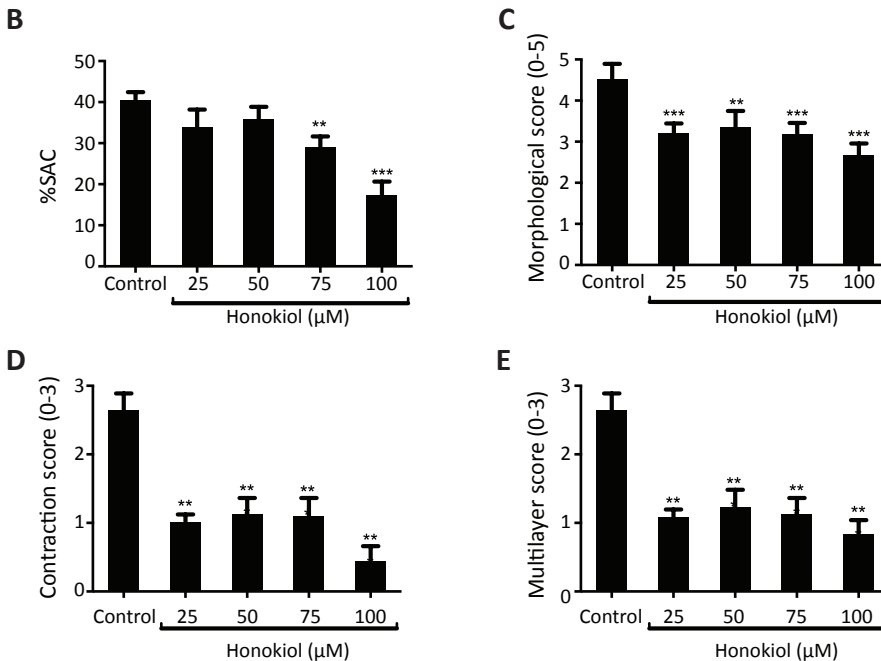 B
%SAC
50
40
30
20
10
0
**
***
Control 25 50 75 100
Honokiol (µM)
C
Morphological score (0-5)
5
4
3
2
1
0
*** ** *** ***
Control 25 50 75 100
Honokiol (µM)
D
Contraction score (0-3)
3
2
1
0
** ** ** **
Control 25 50 75 100
Honokiol (µM)
E
Multilayer score (0-3)
3
2
1
0
** ** ** **
Control 25 50 75 100
Honokiol (µM)